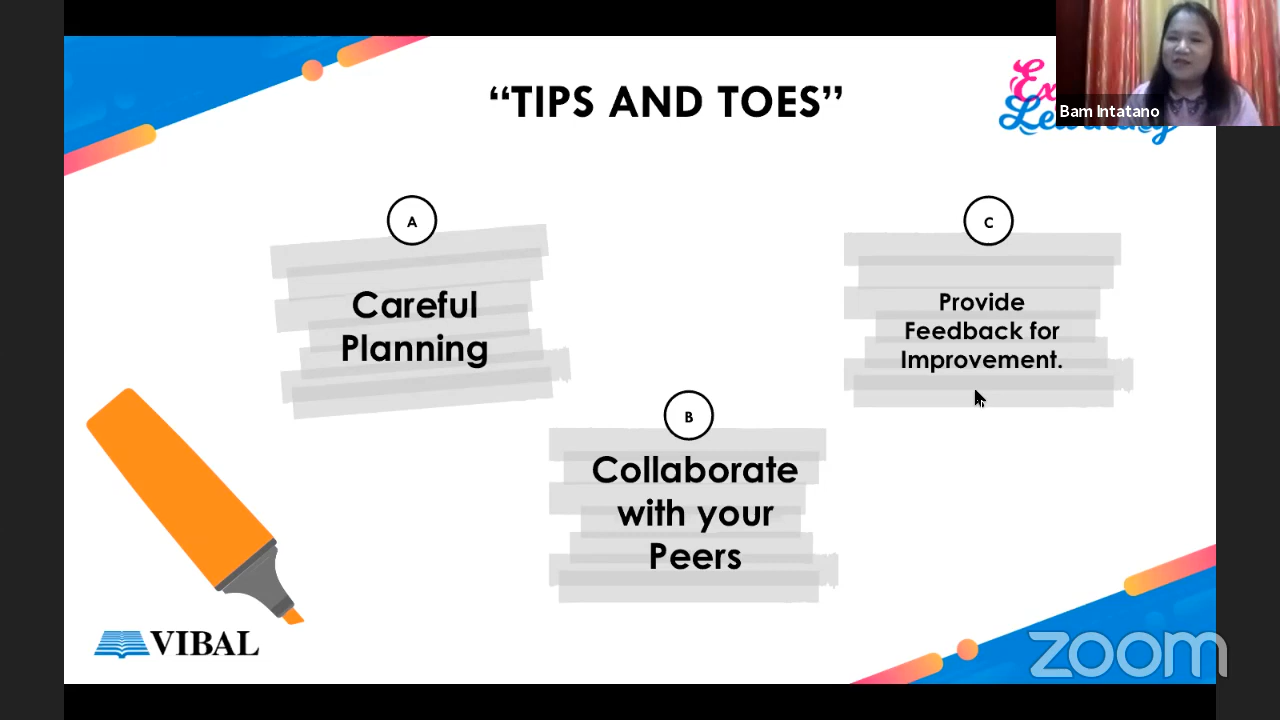 “TIPS AND TOES”
Bam Intatano
A
Careful
Planning
B
Collaborate
with your
Peers
C
Provide
Feedback for
Improvement.
VIBAL
zoom